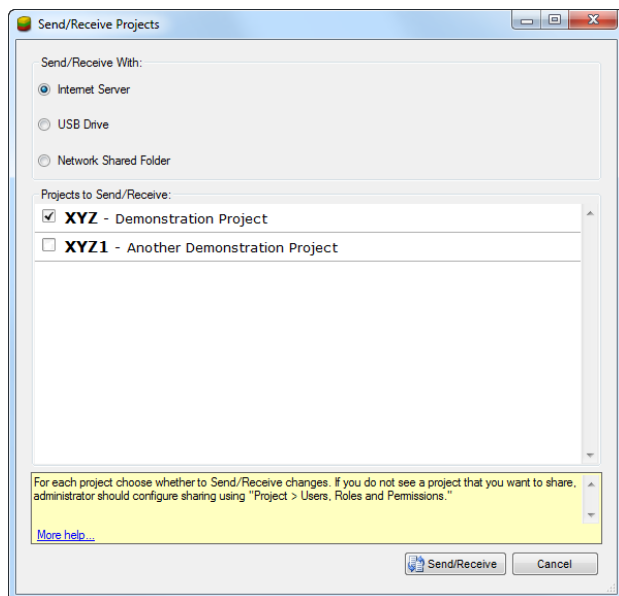 Send/Receive Projects
Send/Receive With:
Internet Server
USB Drive
Network Shared Folder
Projects to Send/Receive:
XYZ - Demonstration Project
XYZ1 - Another Demonstration Project
For each project choose whether to Send/Receive changes. If you do not see a project that you want to share,
administrator should configure sharing using "Project > Users, Roles and Permissions."
More help...
Send/Receive Cancel